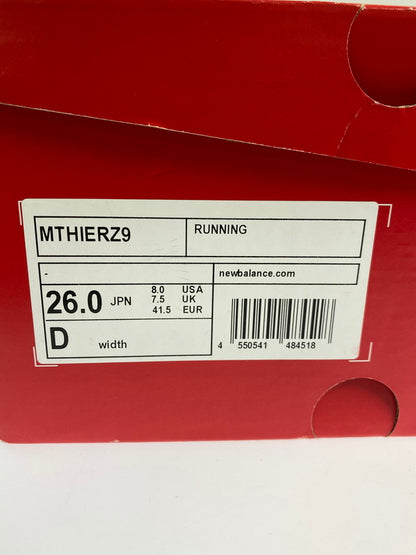 MTHIERZ9 RUNNING
- newbalance.com
26.0 JPN
8.0 USA
7.5 UK
41.5 EUR
D width
4 550541 484518